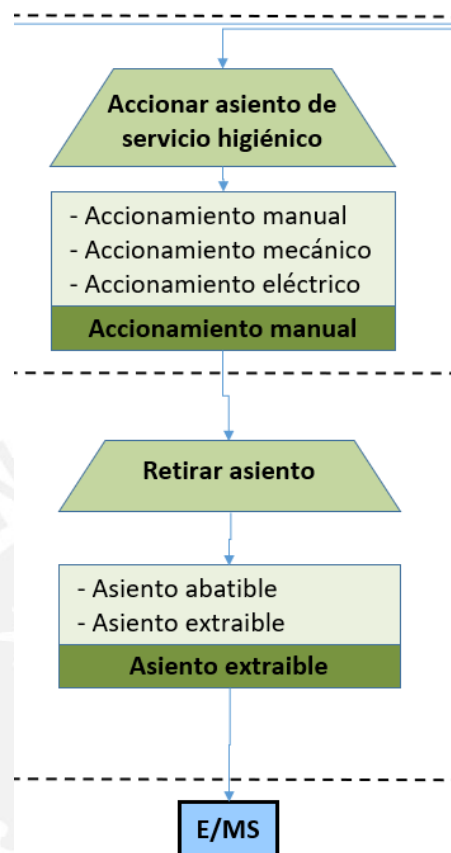 Accionar asiento de
servicio higiénico
- Accionamiento manual
- Accionamiento mecánico
- Accionamiento eléctrico
Accionamiento manual
Retirar asiento
- Asiento abatible
- Asiento extraible
Asiento extraible
E/MS